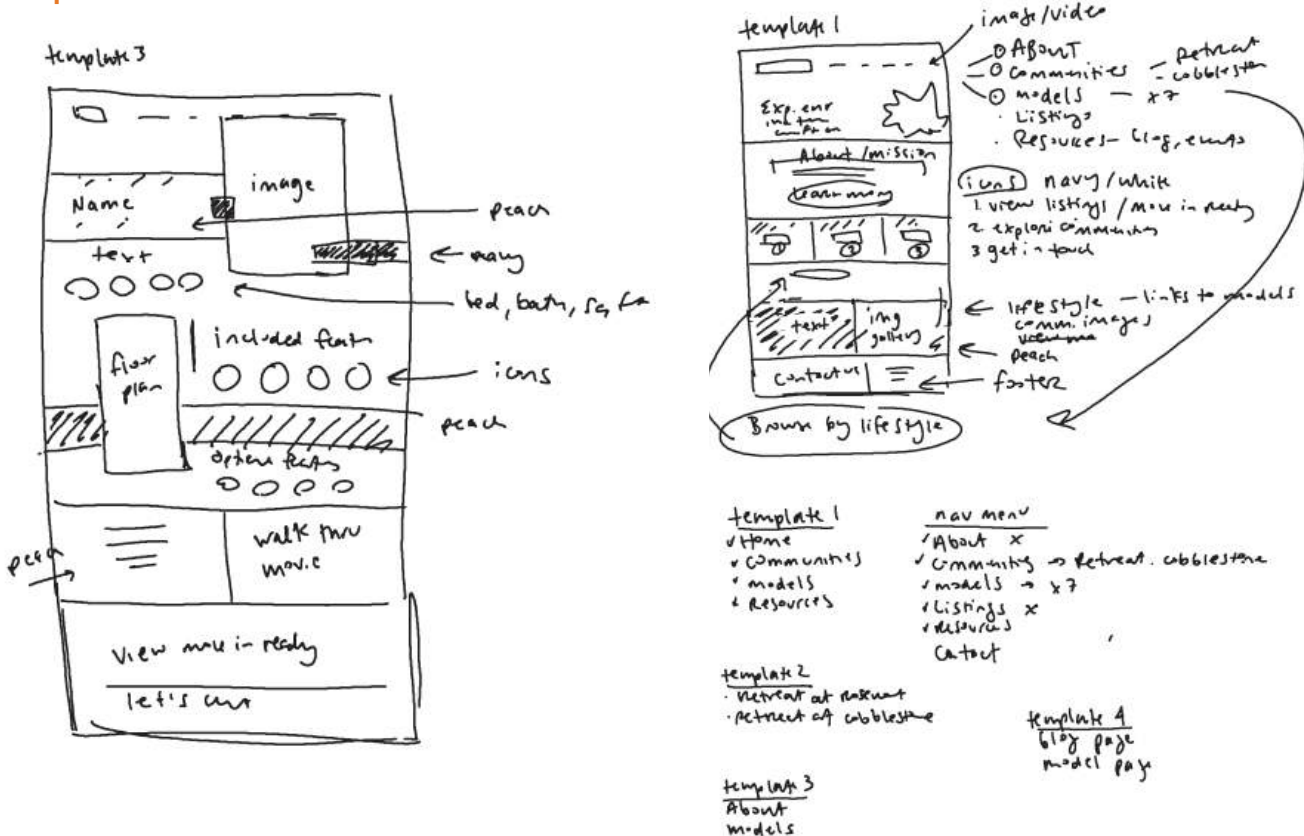 template 3
image
Name
peach
text
navy
bed, bath, sq, ft
included feats
floor
plan
icons
peach
options feats
walk thru
movie
peach
view move in ready
let's
template 1
image/video
ABOUT
communities - Retreat
- cobblestone
models - x7
Listings
Resources - blog, events
About/mission
learn more
icons navy/white
1. view listings / move in ready
2 explore communities
3 get in touch
1 2 3
lifestyle - links to models
comm. images
text
img
gallery
peach
contact us
footer
Browse by lifestyle
template 1
✓ Home
✓ communities
✓ models
✓ Resources
nav menu
✓ About x
✓ communities → Retreat. cobblestone
✓ models → x7
✓ Listings x
✓ Resources
Contact
template 2
· Retreat at
· Retreat at cobblestone
template 4
blog page
model page
template 3
About
models